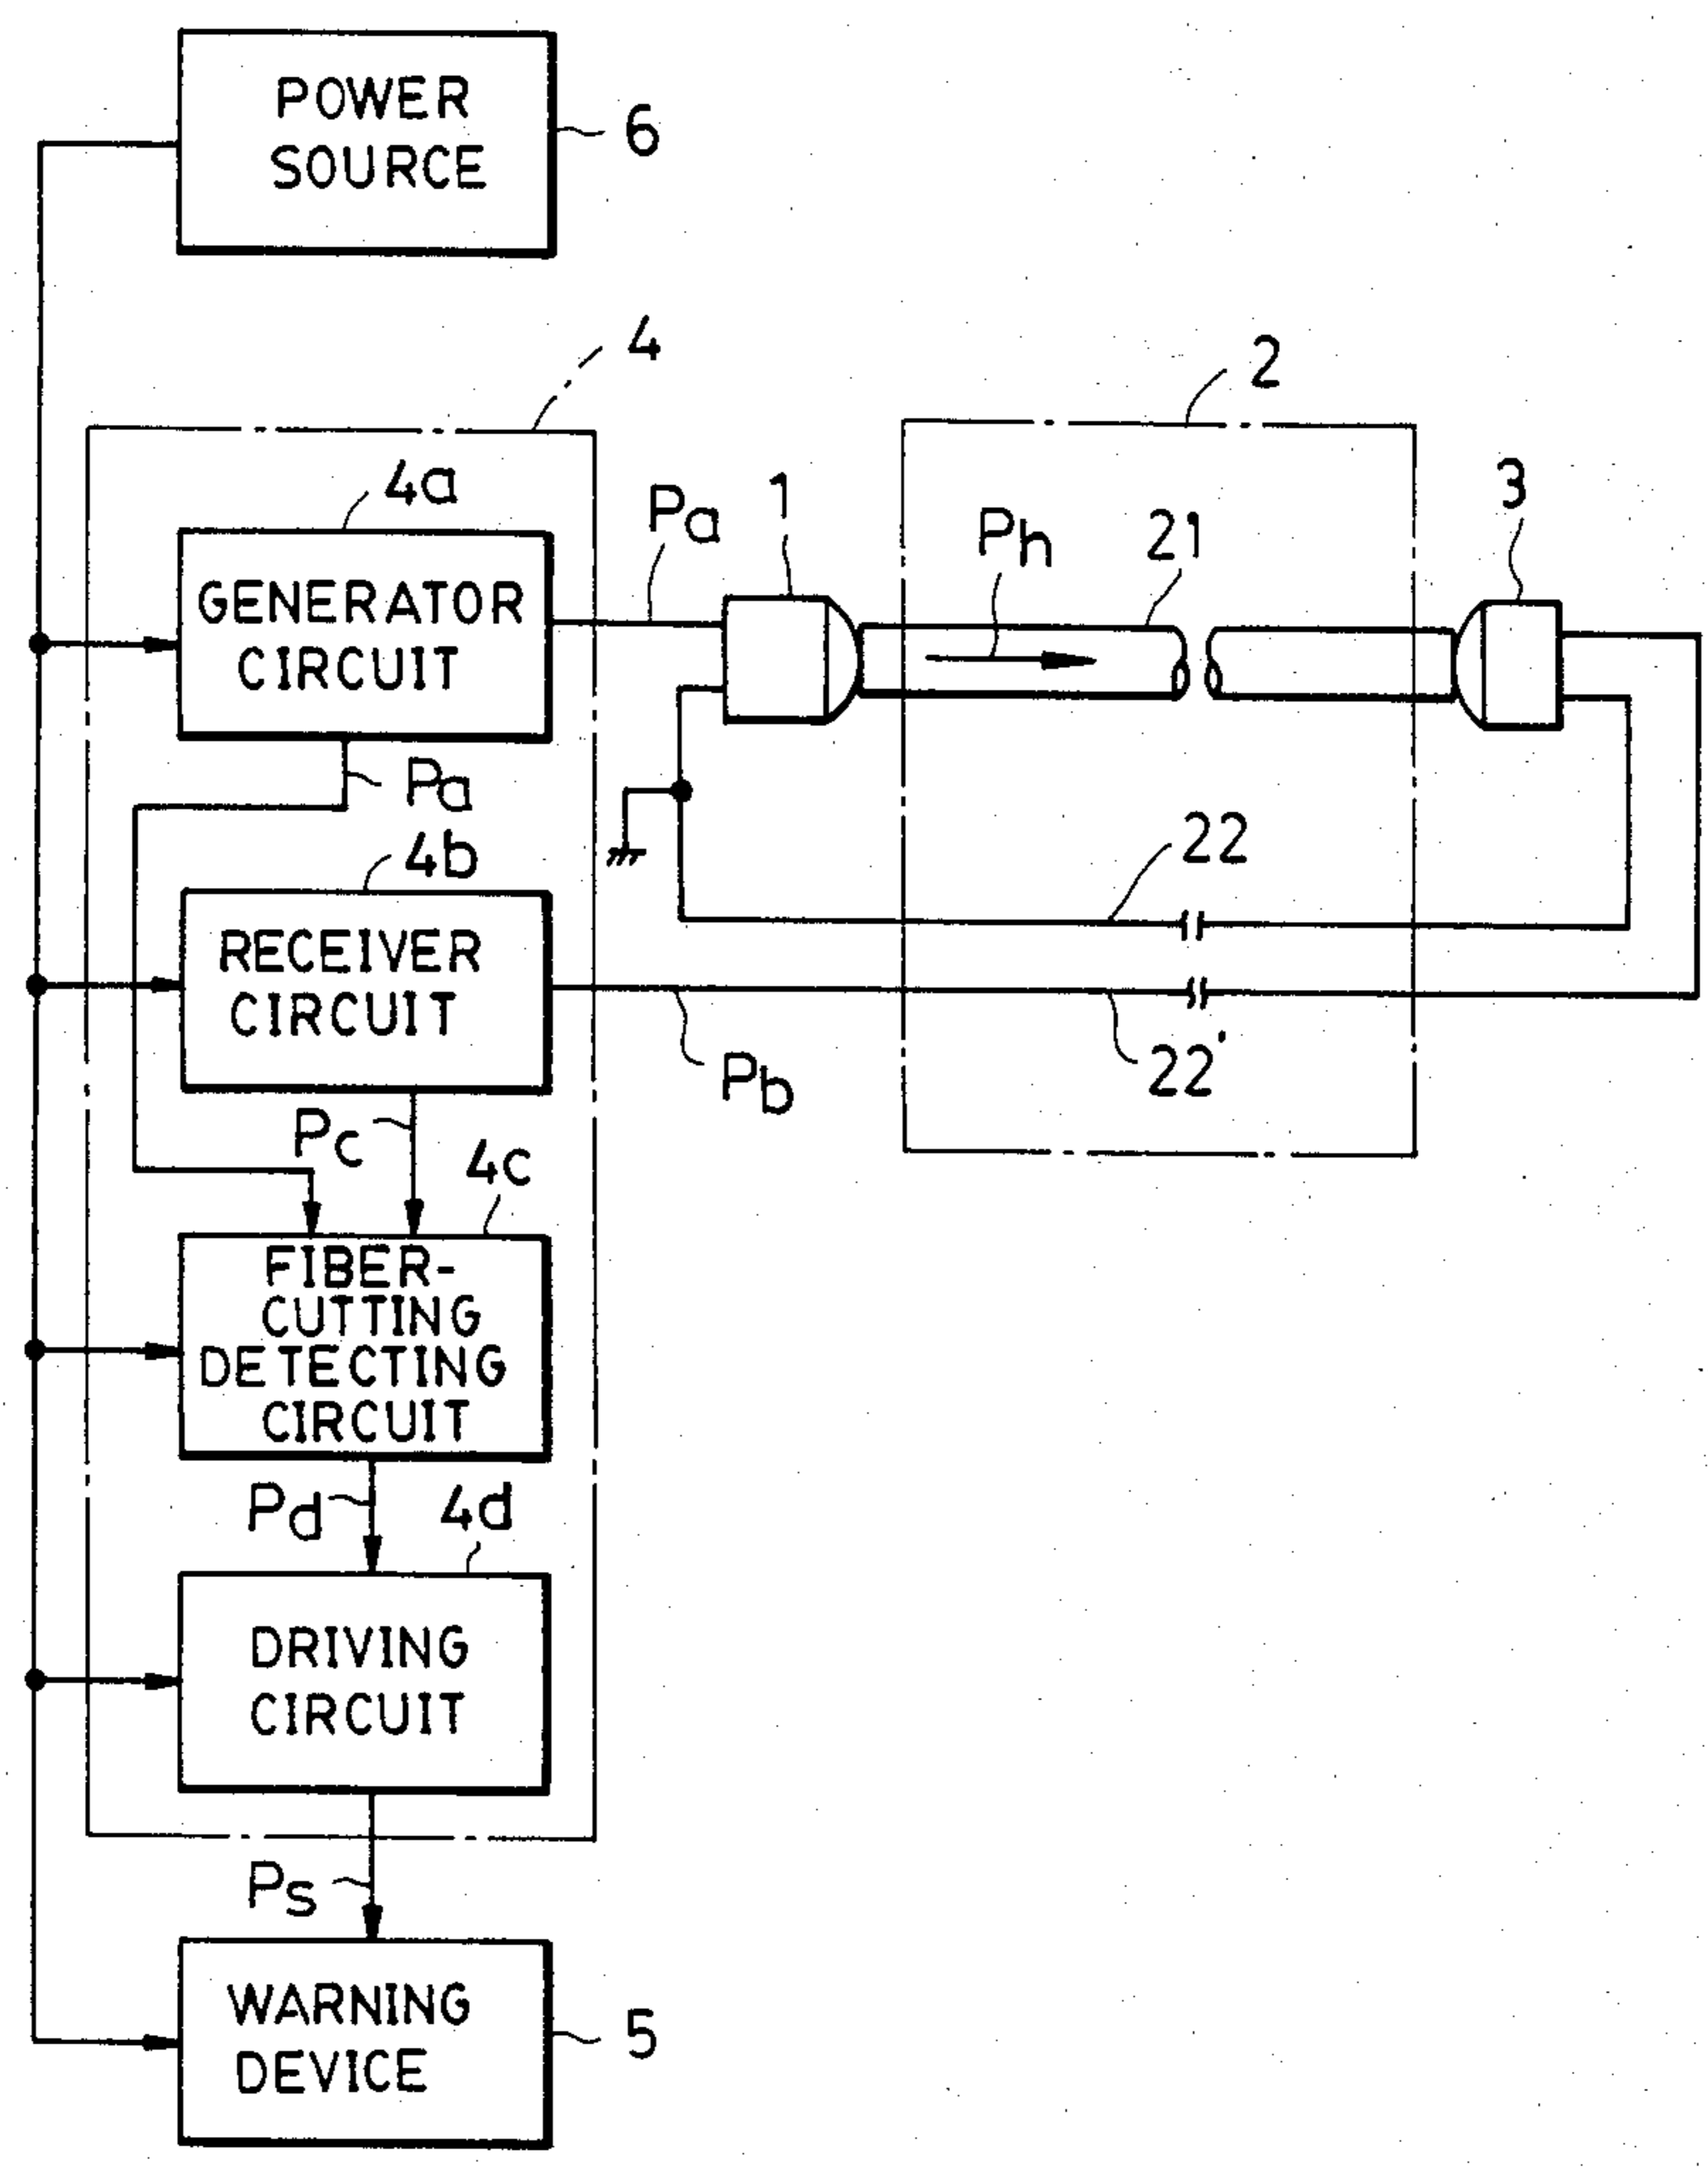 POWER
SOURCE
6
4
2
4a
Pa
1
Ph
21
3
GENERATOR
CIRCUIT
Pa
4b
22
RECEIVER
CIRCUIT
Pb
22'
Pc
4c
FIBER-
CUTTING
DETECTING
CIRCUIT
Pd
4d
DRIVING
CIRCUIT
Ps
WARNING
DEVICE
5